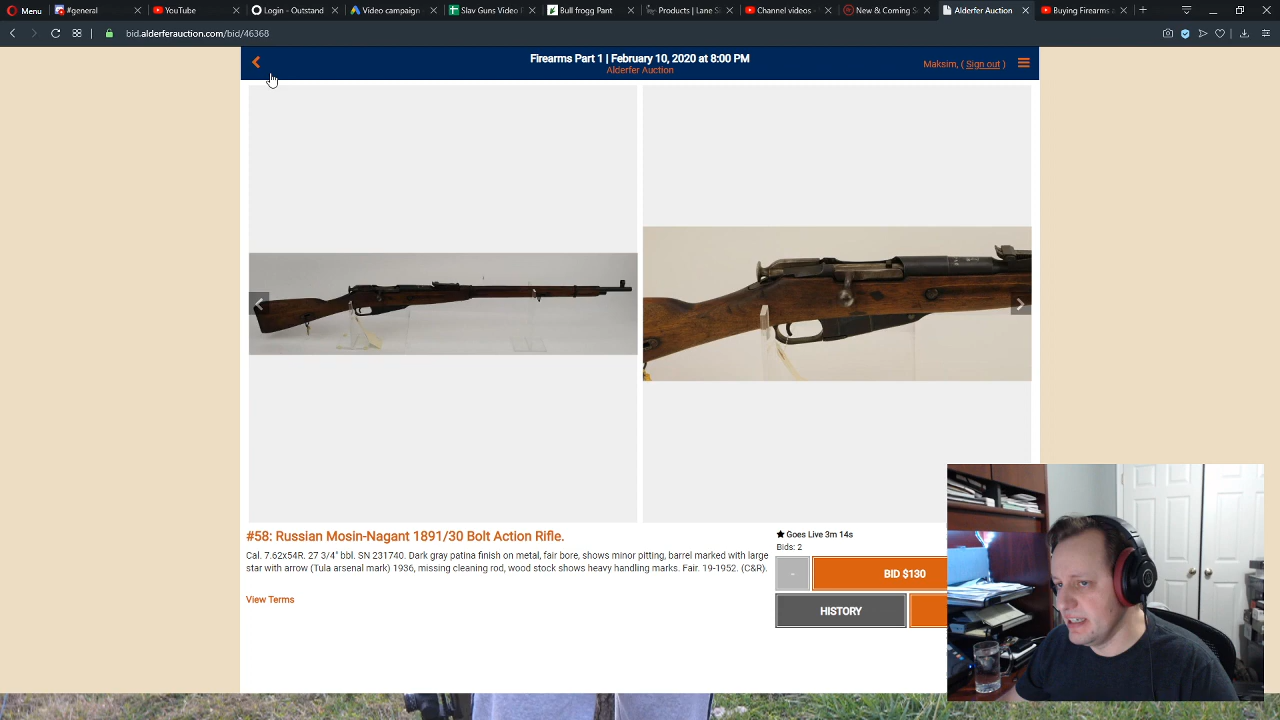 Menu
#general
YouTube
Login - Outstand
Video campaign
Slav Guns Video
Bull frogg Pant
Products | Lane S
Channel videos -
New & Coming S
Alderfer Auction
Buying Firearms a
bid.alderferauction.com/bid/46368
Firearms Part 1 | February 10, 2020 at 8:00 PM
Alderfer Auction
Maksim, ( Sign out )
#58: Russian Mosin-Nagant 1891/30 Bolt Action Rifle.
Cal. 7.62x54R. 27 3/4" bbl. SN 231740. Dark gray patina finish on metal, fair bore, shows minor pitting, barrel marked with large
star with arrow (Tula arsenal mark) 1936, missing cleaning rod, wood stock shows heavy handling marks. Fair. 19-1952. (C&R).
View Terms
★ Goes Live 3m 14s
Bids: 2
-
BID $130
HISTORY